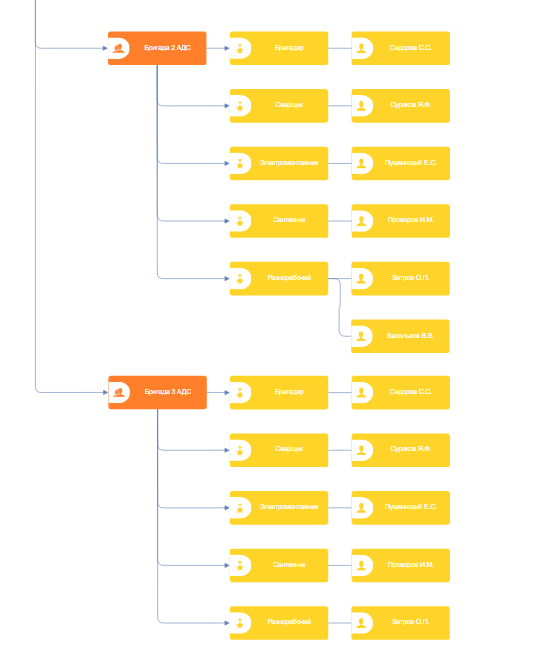 Бригада 2 АДС
Бригадир
Сидоров С.С.
Сварщик
Суриков Я.Ф.
Электромонтажник
Пушкинский Е.С.
Сантехник
Проворов И.М.
Разнорабочий
Ветров О.П.
Васильков В.В.
Бригада 3 АДС
Бригадир
Сидоров С.С.
Сварщик
Суриков Я.Ф.
Электромонтажник
Пушкинский Е.С.
Сантехник
Проворов И.М.
Разнорабочий
Ветров О.П.